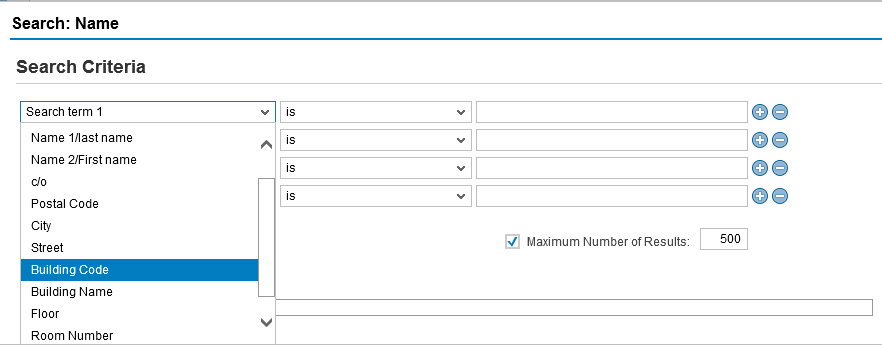 Search: Name
Search Criteria
Search term 1 is
Name 1/last name is
Name 2/First name
c/o is
Postal Code is
City
Street Maximum Number of Results: 500
Building Code
Building Name
Floor
Room Number